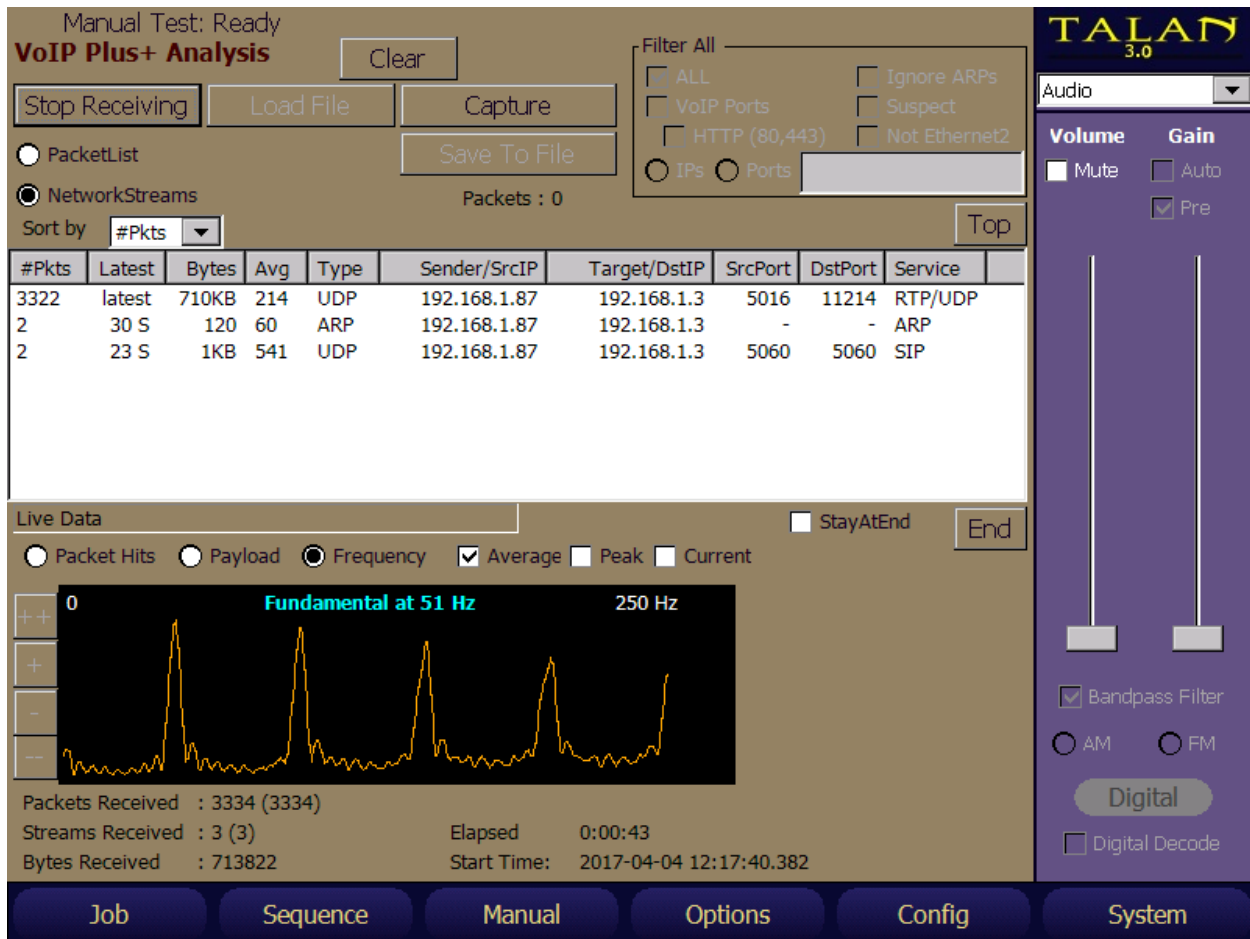 Manual Test: Ready
VoIP Plus+ Analysis
Clear
Filter All
ALL
Ignore ARPs
VoIP Ports
Suspect
HTTP (80,443)
Not Ethernet2
IPs Ports
Stop Receiving Load File Capture
PacketList
Save To File
NetworkStreams
Packets : 0
Sort by #Pkts
Top
#Pkts Latest Bytes Avg Type Sender/SrcIP Target/DstIP SrcPort DstPort Service
3322 latest 710KB 214 UDP 192.168.1.87 192.168.1.3 5016 11214 RTP/UDP
2 30 S 120 60 ARP 192.168.1.87 192.168.1.3 - - ARP
2 23 S 1KB 541 UDP 192.168.1.87 192.168.1.3 5060 5060 SIP
Live Data
StayAtEnd
End
Packet Hits Payload Frequency Average Peak Current
++
+
-
--
0 Fundamental at 51 Hz 250 Hz
Packets Received : 3334 (3334)
Streams Received : 3 (3) Elapsed 0:00:43
Bytes Received : 713822 Start Time: 2017-04-04 12:17:40.382
TALAN
3.0
Audio
Volume Gain
Mute Auto
Pre
Bandpass Filter
AM FM
Digital
Digital Decode
Job Sequence Manual Options Config System